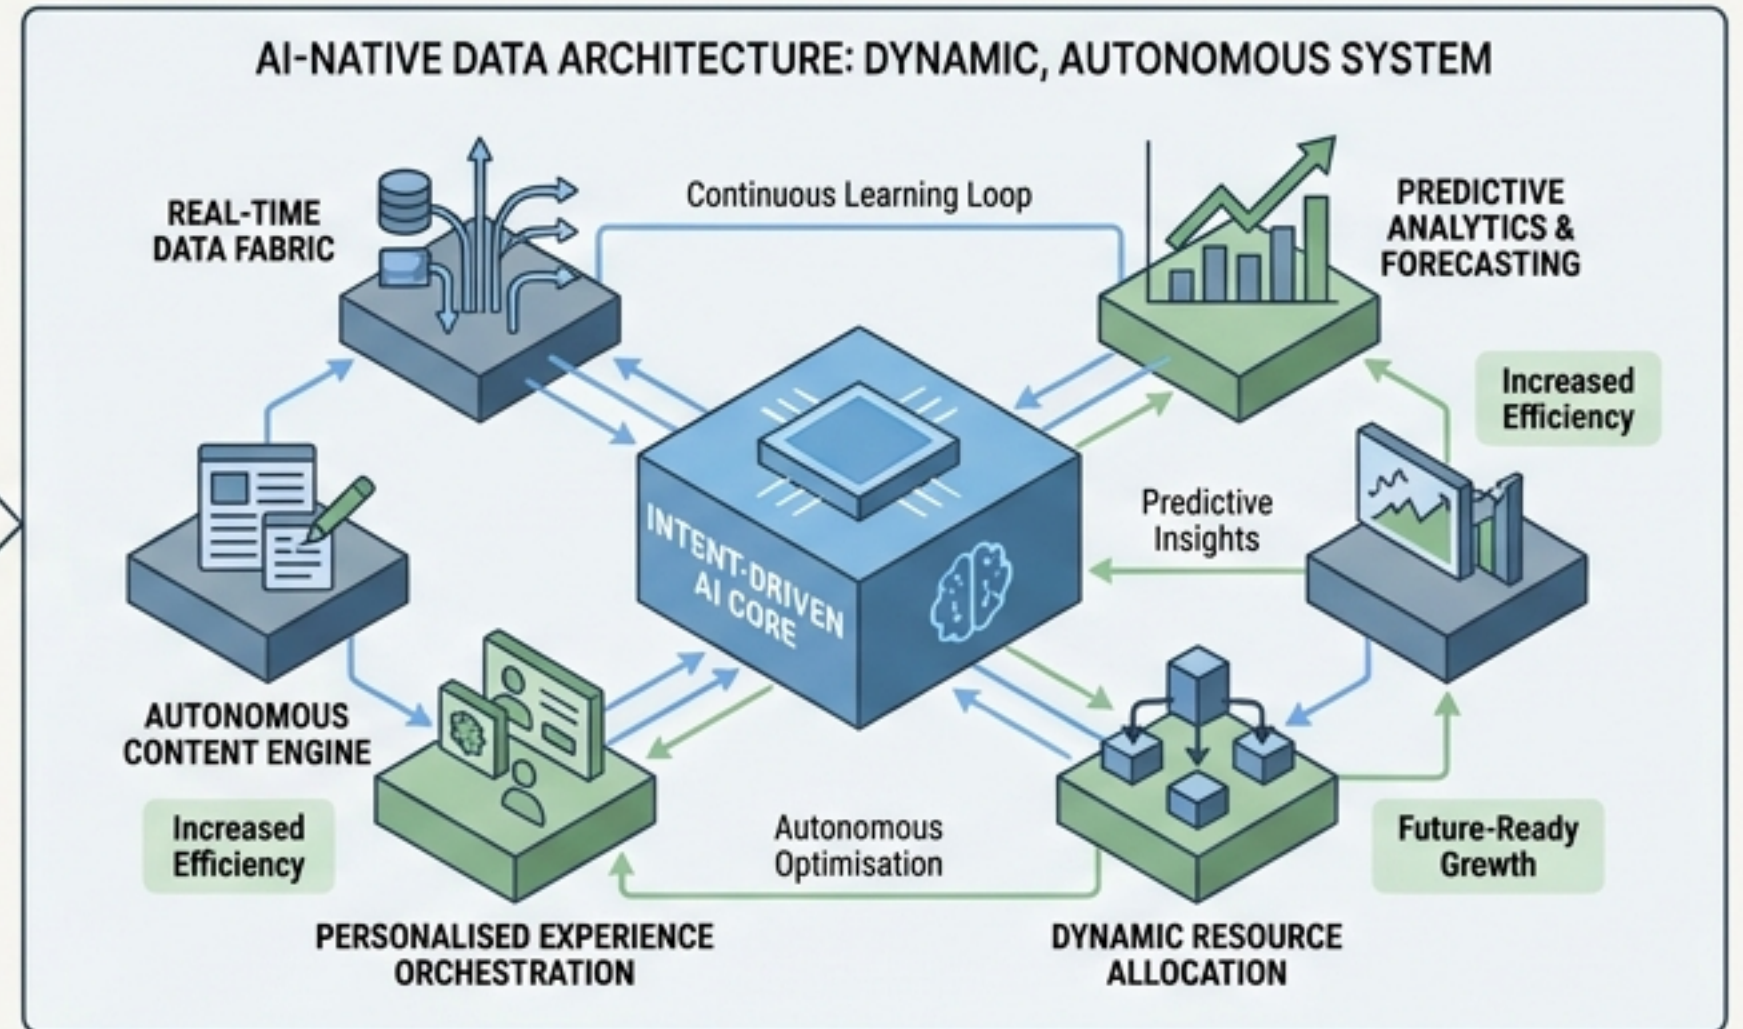 AI-NATIVE DATA ARCHITECTURE: DYNAMIC, AUTONOMOUS SYSTEM
REAL-TIME
DATA FABRIC
Continuous Learning Loop
PREDICTIVE
ANALYTICS &
FORECASTING
Increased
Efficiency
Predictive
Insights
INTENT-DRIVEN
AI CORE
AUTONOMOUS
CONTENT ENGINE
Increased
Efficiency
Autonomous
Optimisation
Future-Ready
Growth
PERSONALISED EXPERIENCE
ORCHESTRATION
DYNAMIC RESOURCE
ALLOCATION